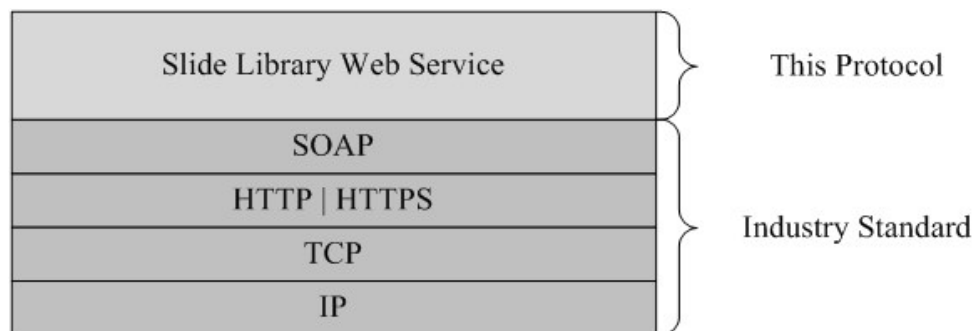 Slide Library Web Service
This Protocol
SOAP
HTTP | HTTPS
TCP
IP
Industry Standard